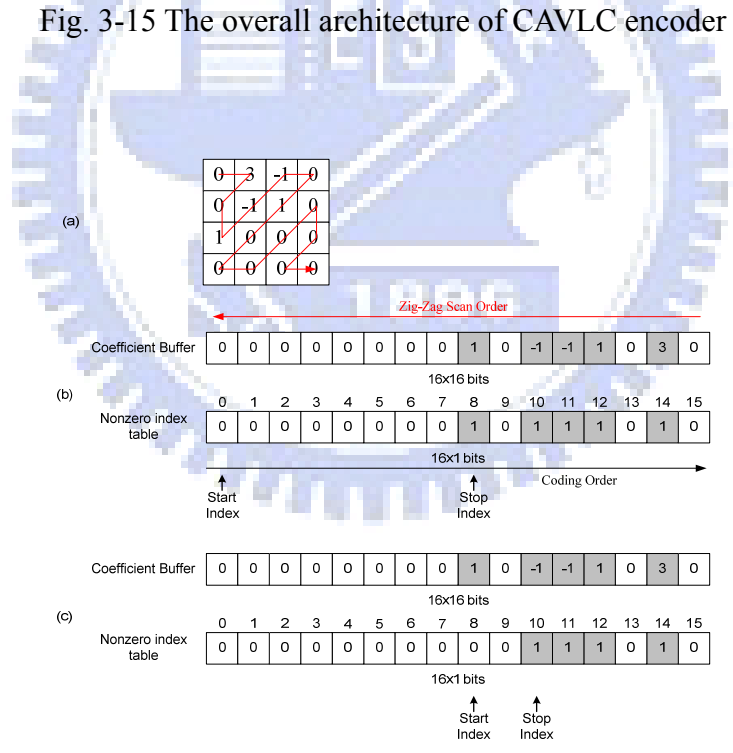 Fig. 3-15 The overall architecture of CAVLC encoder
(a)
0 3 -1 0
0 -1 1 0
1 0 0 0
0 0 0 0
Zig-Zag Scan Order
(b)
Coefficient Buffer 0 0 0 0 0 0 0 0 1 0 -1 -1 1 0 3 0
16x16 bits
0 1 2 3 4 5 6 7 8 9 10 11 12 13 14 15
Nonzero index table 0 0 0 0 0 0 0 0 1 0 1 1 1 0 1 0
16x1 bits
Coding Order
Start Index
Stop Index
(c)
Coefficient Buffer 0 0 0 0 0 0 0 0 1 0 -1 -1 1 0 3 0
16x16 bits
0 1 2 3 4 5 6 7 8 9 10 11 12 13 14 15
Nonzero index table 0 0 0 0 0 0 0 0 0 0 1 1 1 0 1 0
16x1 bits
Start Index
Stop Index